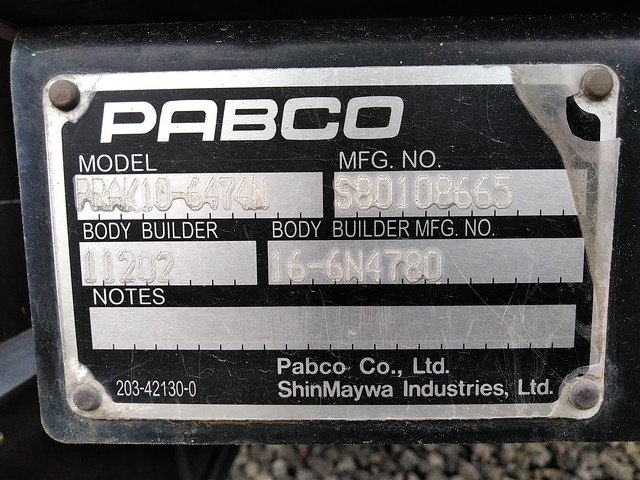 PABCO
MODEL MFG. NO.
PRAK10-6474N S80108665
BODY BUILDER BODY BUILDER MFG. NO.
11202 16-6N4780
NOTES
Pabco Co., Ltd.
203-42130-0 ShinMaywa Industries, Ltd.